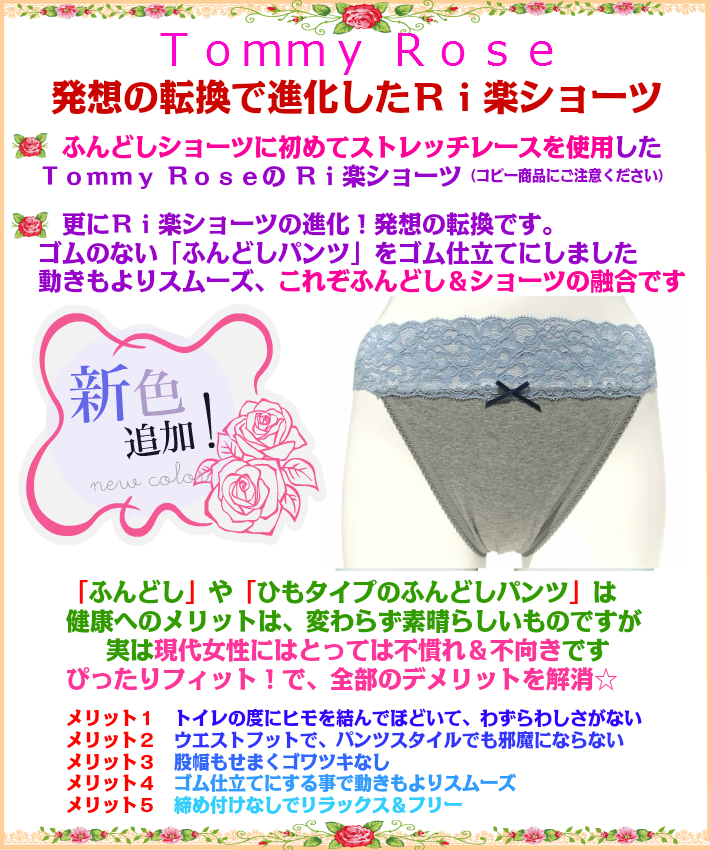 Tommy Rose
発想の転換で進化したRi楽ショーツ
ふんどしショーツに初めてストレッチレースを使用した
Tommy RoseのRi楽ショーツ（コピー商品にご注意ください）
更にRi楽ショーツの進化！発想の転換です。
ゴムのない「ふんどしパンツ」をゴム仕立てにしました
動きもよりスムーズ、これぞふんどし＆ショーツの融合です
新色
追加！
new color
「ふんどし」や「ひもタイプのふんどしパンツ」は
健康へのメリットは、変わらず素晴らしいものですが
実は現代女性にはとっては不慣れ＆不向きです
ぴったりフィット！で、全部のデメリットを解消☆
メリット1 トイレの度にヒモを結んでほどいて、わずらわしさがない
メリット2 ウエストフットで、パンツスタイルでも邪魔にならない
メリット3 股幅もせまくゴワツキなし
メリット4 ゴム仕立てにする事で動きもよりスムーズ
メリット5 締め付けなしでリラックス＆フリー